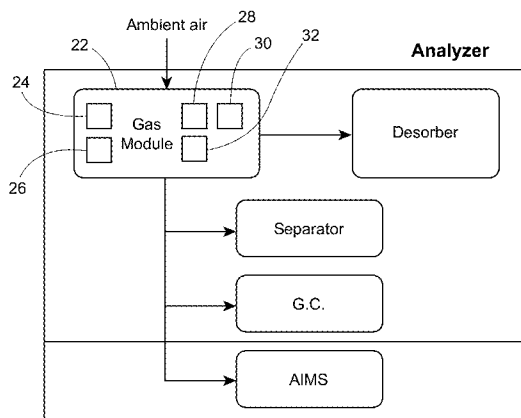 Ambient air
28
30
32
22
Analyzer
24
Gas
Module
Desorber
26
Separator
G.C.
AIMS